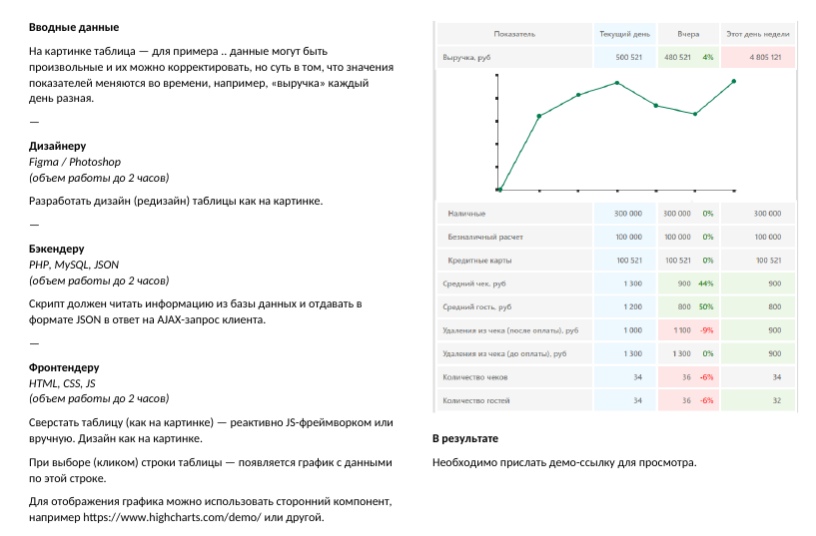 Вводные данные
На картинке таблица — для примера .. данные могут быть
произвольные и их можно корректировать, но суть в том, что значения
показателей меняются во времени, например, «выручка» каждый
день разная.
—
Дизайнеру
Figma / Photoshop
(объем работы до 2 часов)
Разработать дизайн (редизайн) таблицы как на картинке.
—
Бэкендеру
PHP, MySQL, JSON
(объем работы до 2 часов)
Скрипт должен читать информацию из базы данных и отдавать в
формате JSON в ответ на AJAX-запрос клиента.
—
Фронтендеру
HTML, CSS, JS
(объем работы до 2 часов)
Сверстать таблицу (как на картинке) — реактивно JS-фреймворком или
вручную. Дизайн как на картинке.
При выборе (кликом) строки таблицы — появляется график с данными
по этой строке.
Для отображения графика можно использовать сторонний компонент,
например https://www.highcharts.com/demo/ или другой.
Показатель Текущий день Вчера Этот день недели
Выручка, руб 500 521 480 521 4% 4 805 121
Наличные 300 000 300 000 0% 300 000
Безналичный расчет 100 000 100 000 0% 100 000
Кредитные карты 100 521 100 521 0% 100 521
Средний чек, руб 1 300 900 44% 900
Средний гость, руб 1 200 800 50% 800
Удаления из чека (после оплаты), руб 1 000 1 100 -9% 900
Удаления из чека (до оплаты), руб 1 300 1 300 0% 900
Количество чеков 34 36 -6% 34
Количество гостей 34 36 -6% 32
В результате
Необходимо прислать демо-ссылку для просмотра.